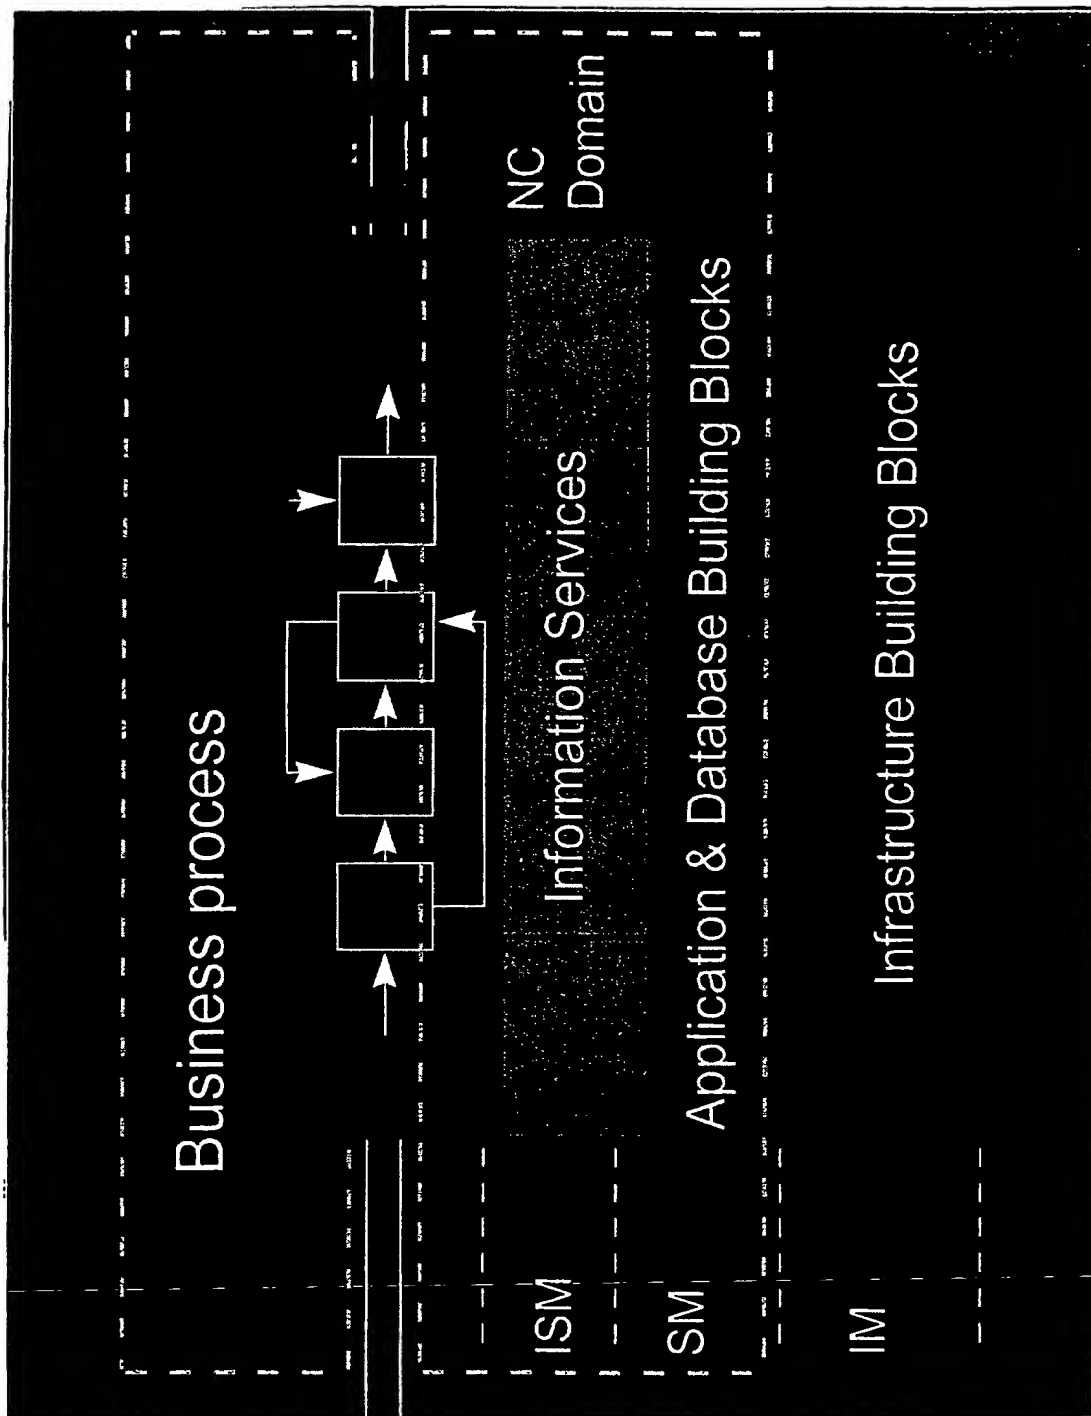 Business process
NC
Domain
ISM
Information Services
SM
Application & Database Building Blocks
IM
Infrastructure Building Blocks